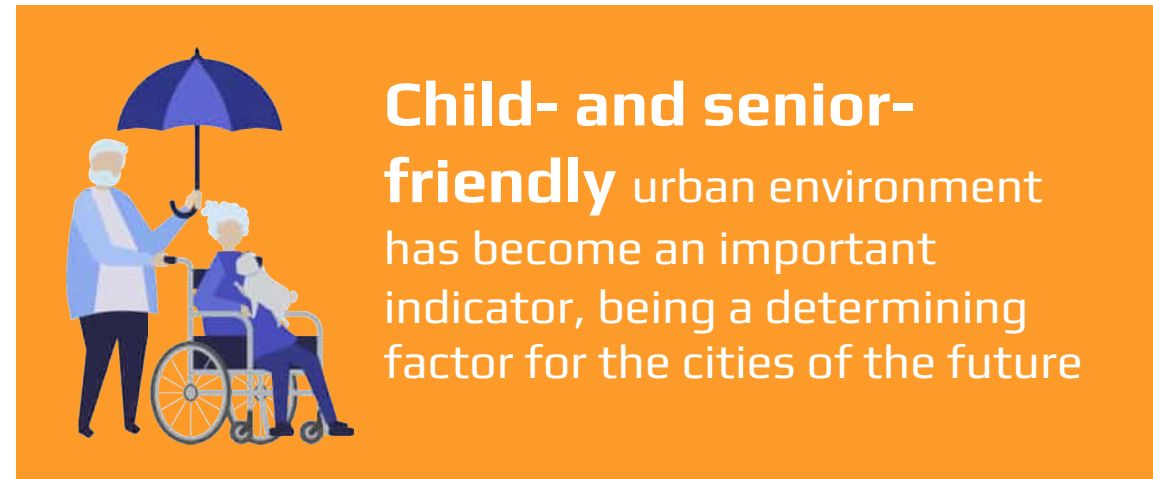 Child- and senior-
friendly urban environment
has become an important
indicator, being a determining
factor for the cities of the future